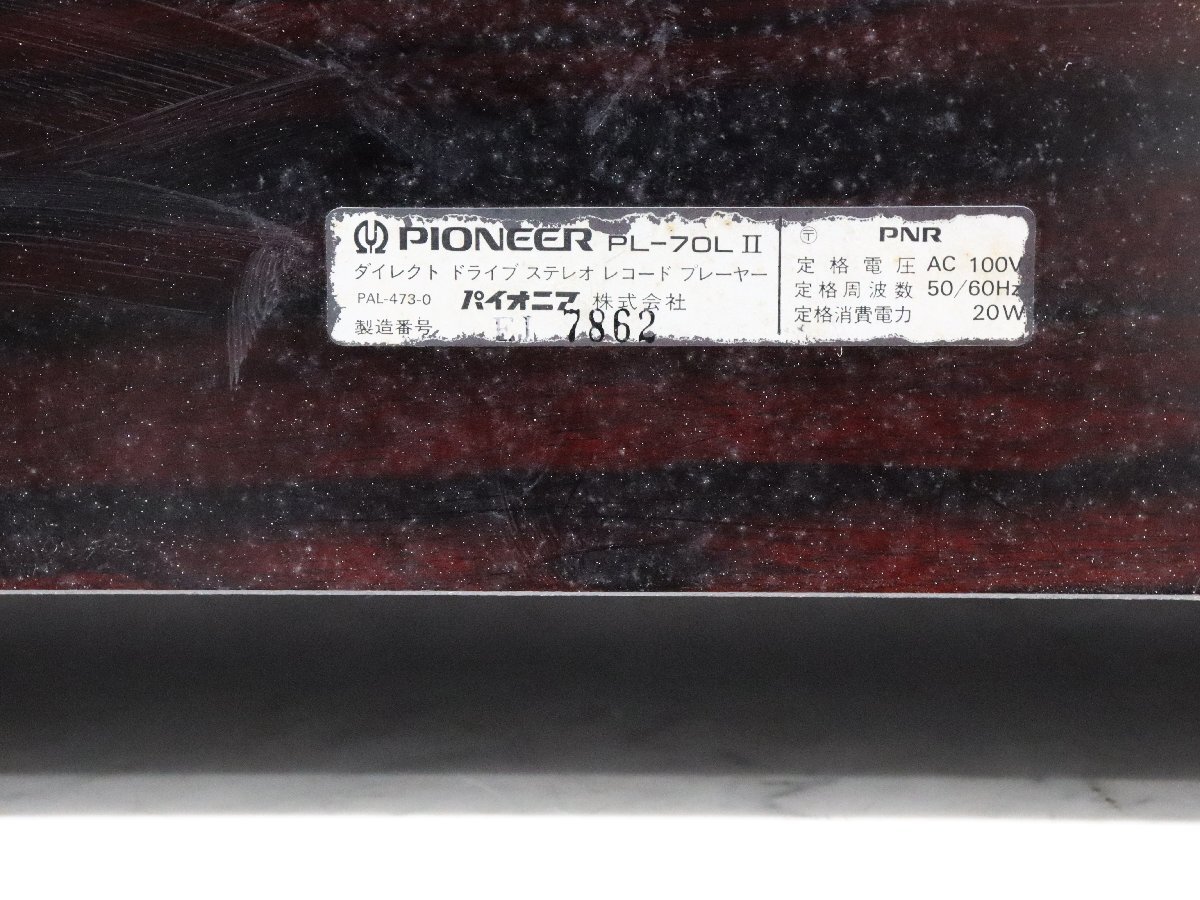 PIONEER PL-70L II
ダイレクト ドライブ ステレオ レコード プレーヤー
PAL-473-0 パイオニア 株式会社
製造番号 7862
〒 PNR
定格電圧 AC 100V
定格周波数 50/60Hz
定格消費電力 20W